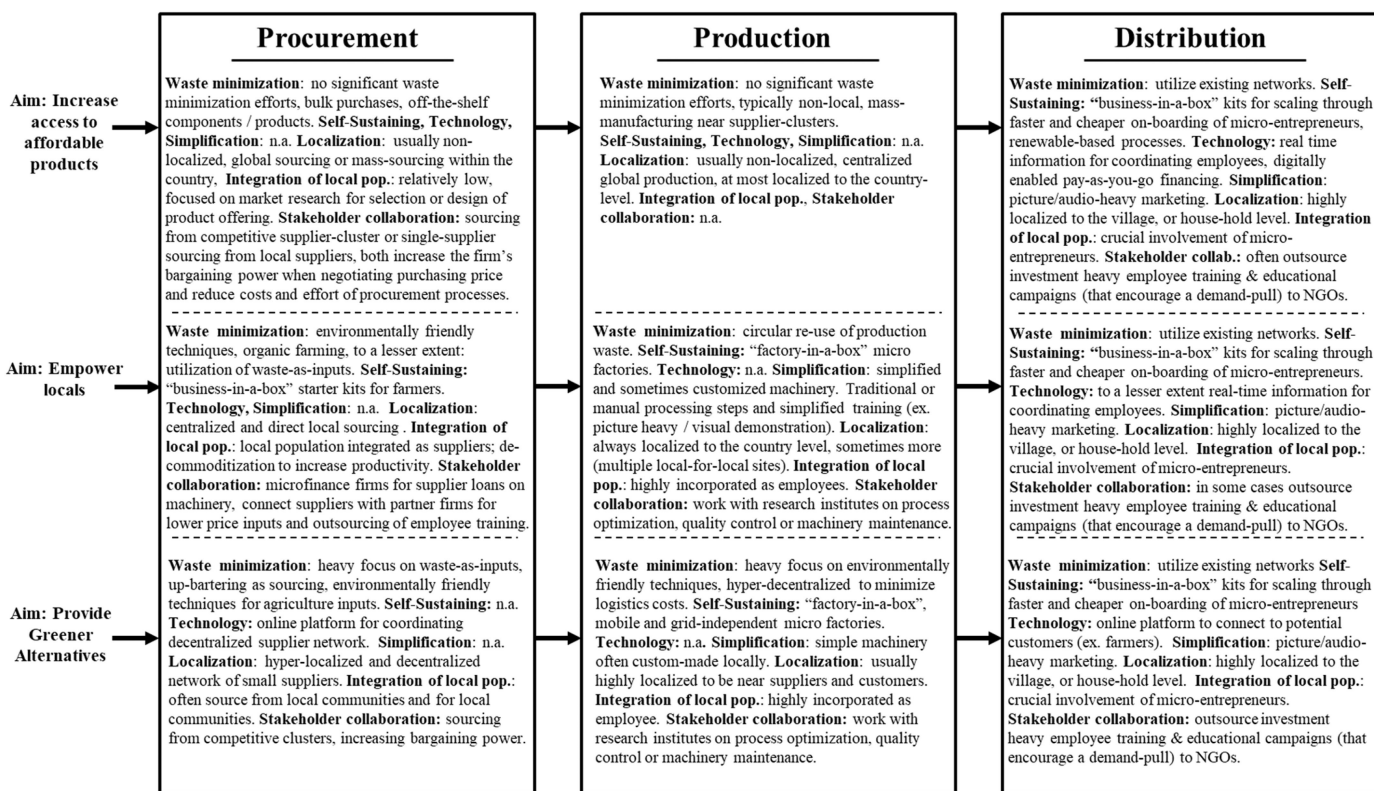 Procurement
Production
Distribution
Aim: Increase
access to
affordable
products
Waste minimization: no significant waste
minimization efforts, bulk purchases, off-the-shelf
components / products. Self-Sustaining, Technology,
Simplification: n.a. Localization: usually non-
localized, global sourcing or mass-sourcing within the
country, Integration of local pop.: relatively low,
focused on market research for selection or design of
product offering. Stakeholder collaboration: sourcing
from competitive supplier-cluster or single-supplier
sourcing from local suppliers, both increase the firm's
bargaining power when negotiating purchasing price
and reduce costs and effort of procurement processes.
Waste minimization: no significant waste
minimization efforts, typically non-local, mass-
manufacturing near supplier-clusters.
Self-Sustaining, Technology, Simplification: n.a.
Localization: usually non-localized, centralized
global production, at most localized to the country-
level. Integration of local pop., Stakeholder
collaboration: n.a.
Waste minimization: utilize existing networks. Self-
Sustaining: “business-in-a-box” kits for scaling through
faster and cheaper on-boarding of micro-entrepreneurs,
renewable-based processes. Technology: real time
information for coordinating employees, digitally
enabled pay-as-you-go financing. Simplification:
picture/audio-heavy marketing. Localization: highly
localized to the village, or house-hold level. Integration
of local pop.: crucial involvement of micro-
entrepreneurs. Stakeholder collab.: often outsource
investment heavy employee training & educational
campaigns (that encourage a demand-pull) to NGOs.
Aim: Empower
locals
Waste minimization: environmentally friendly
techniques, organic farming, to a lesser extent:
utilization of waste-as-inputs. Self-Sustaining:
“business-in-a-box” starter kits for farmers.
Technology, Simplification: n.a. Localization:
centralized and direct local sourcing . Integration of
local pop.: local population integrated as suppliers; de-
commoditization to increase productivity. Stakeholder
collaboration: microfinance firms for supplier loans on
machinery, connect suppliers with partner firms for
lower price inputs and outsourcing of employee training.
Waste minimization: circular re-use of production
waste. Self-Sustaining: “factory-in-a-box” micro
factories. Technology: n.a. Simplification: simplified
and sometimes customized machinery. Traditional or
manual processing steps and simplified training (ex.
picture heavy / visual demonstration). Localization:
always localized to the country level, sometimes more
(multiple local-for-local sites). Integration of local
pop.: highly incorporated as employees. Stakeholder
collaboration: work with research institutes on process
optimization, quality control or machinery maintenance.
Waste minimization: utilize existing networks. Self-
Sustaining: “business-in-a-box” kits for scaling through
faster and cheaper on-boarding of micro-entrepreneurs.
Technology: to a lesser extent real-time information for
coordinating employees. Simplification: picture/audio-
heavy marketing. Localization: highly localized to the
village, or house-hold level. Integration of local pop.:
crucial involvement of micro-entrepreneurs.
Stakeholder collaboration: in some cases outsource
investment heavy employee training & educational
campaigns (that encourage a demand-pull) to NGOs.
Aim: Provide
Greener
Alternatives
Waste minimization: heavy focus on waste-as-inputs,
up-bartering as sourcing, environmentally friendly
techniques for agriculture inputs. Self-Sustaining: n.a.
Technology: online platform for coordinating
decentralized supplier network. Simplification: n.a.
Localization: hyper-localized and decentralized
network of small suppliers. Integration of local pop.:
often source from local communities and for local
communities. Stakeholder collaboration: sourcing
from competitive clusters, increasing bargaining power.
Waste minimization: heavy focus on environmentally
friendly techniques, hyper-decentralized to minimize
logistics costs. Self-Sustaining: “factory-in-a-box”,
mobile and grid-independent micro factories.
Technology: n.a. Simplification: simple machinery
often custom-made locally. Localization: usually
highly localized to be near suppliers and customers.
Integration of local pop.: highly incorporated as
employee. Stakeholder collaboration: work with
research institutes on process optimization, quality
control or machinery maintenance.
Waste minimization: utilize existing networks Self-
Sustaining: “business-in-a-box” kits for scaling through
faster and cheaper on-boarding of micro-entrepreneurs
Technology: online platform to connect to potential
customers (ex. farmers). Simplification: picture/audio-
heavy marketing. Localization: highly localized to the
village, or house-hold level. Integration of local pop.:
crucial involvement of micro-entrepreneurs.
Stakeholder collaboration: outsource investment
heavy employee training & educational campaigns (that
encourage a demand-pull) to NGOs.